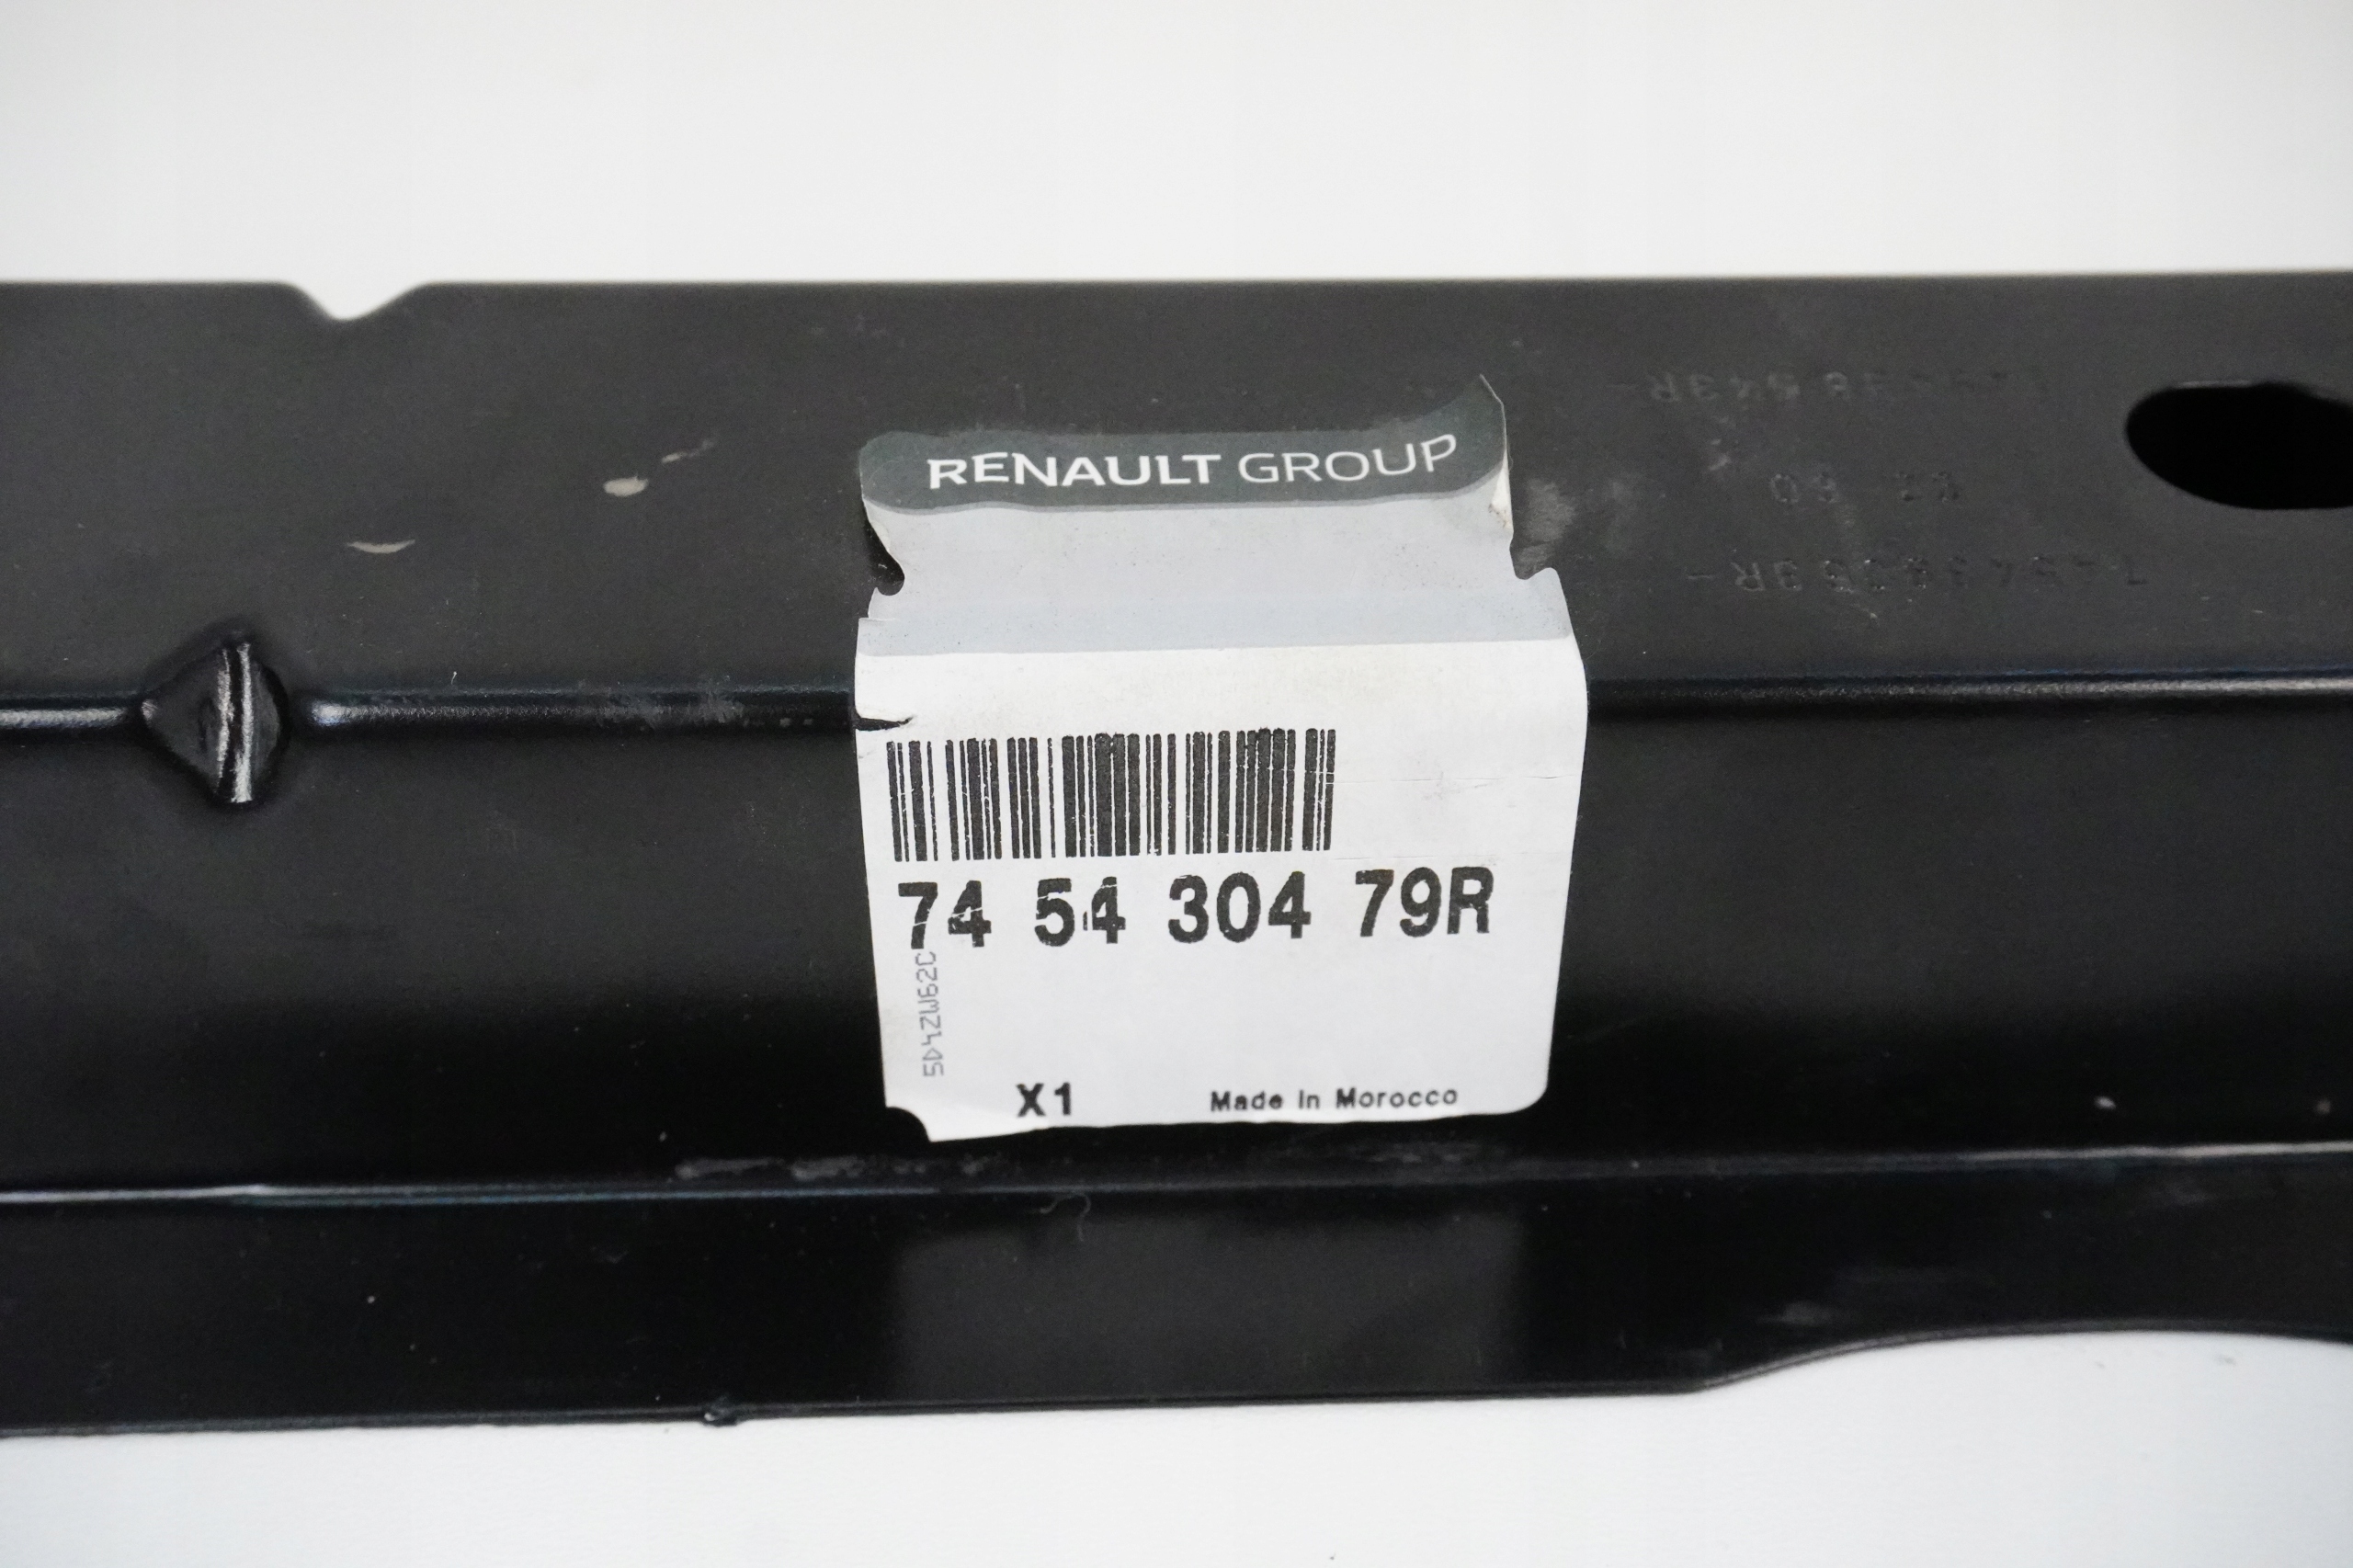 RENAULT GROUP
74 54 304 79R
5D4ZW62C
X1
Made in Morocco